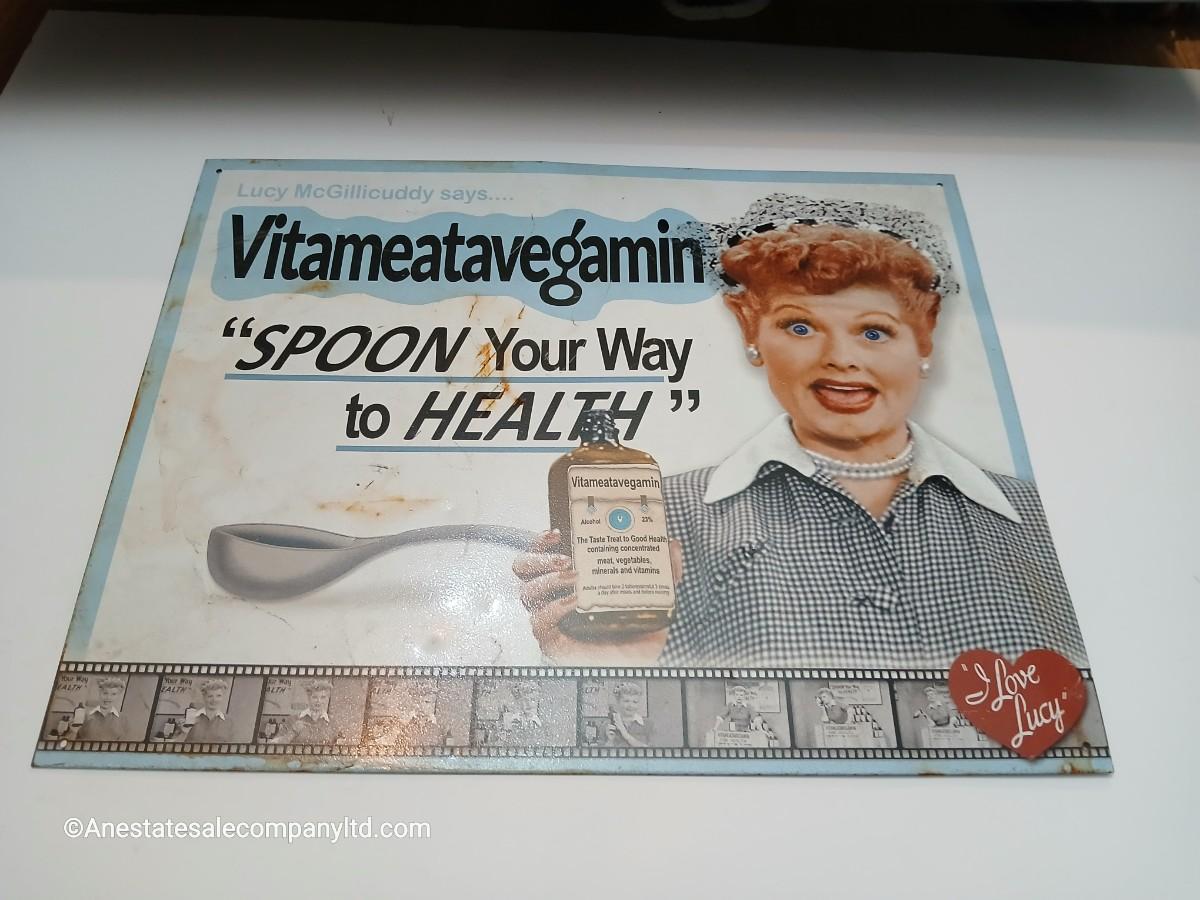 Lucy McGillicuddy says....
Vitameatavegamin
“SPOON Your Way
to HEALTH”
Vitameatavegamin
Alcohol V 23%
The Taste Treat to Good Health
containing concentrated
meat, vegetables,
minerals and vitamins
"I Love
Lucy"
©Anestatesalecompanyltd.com